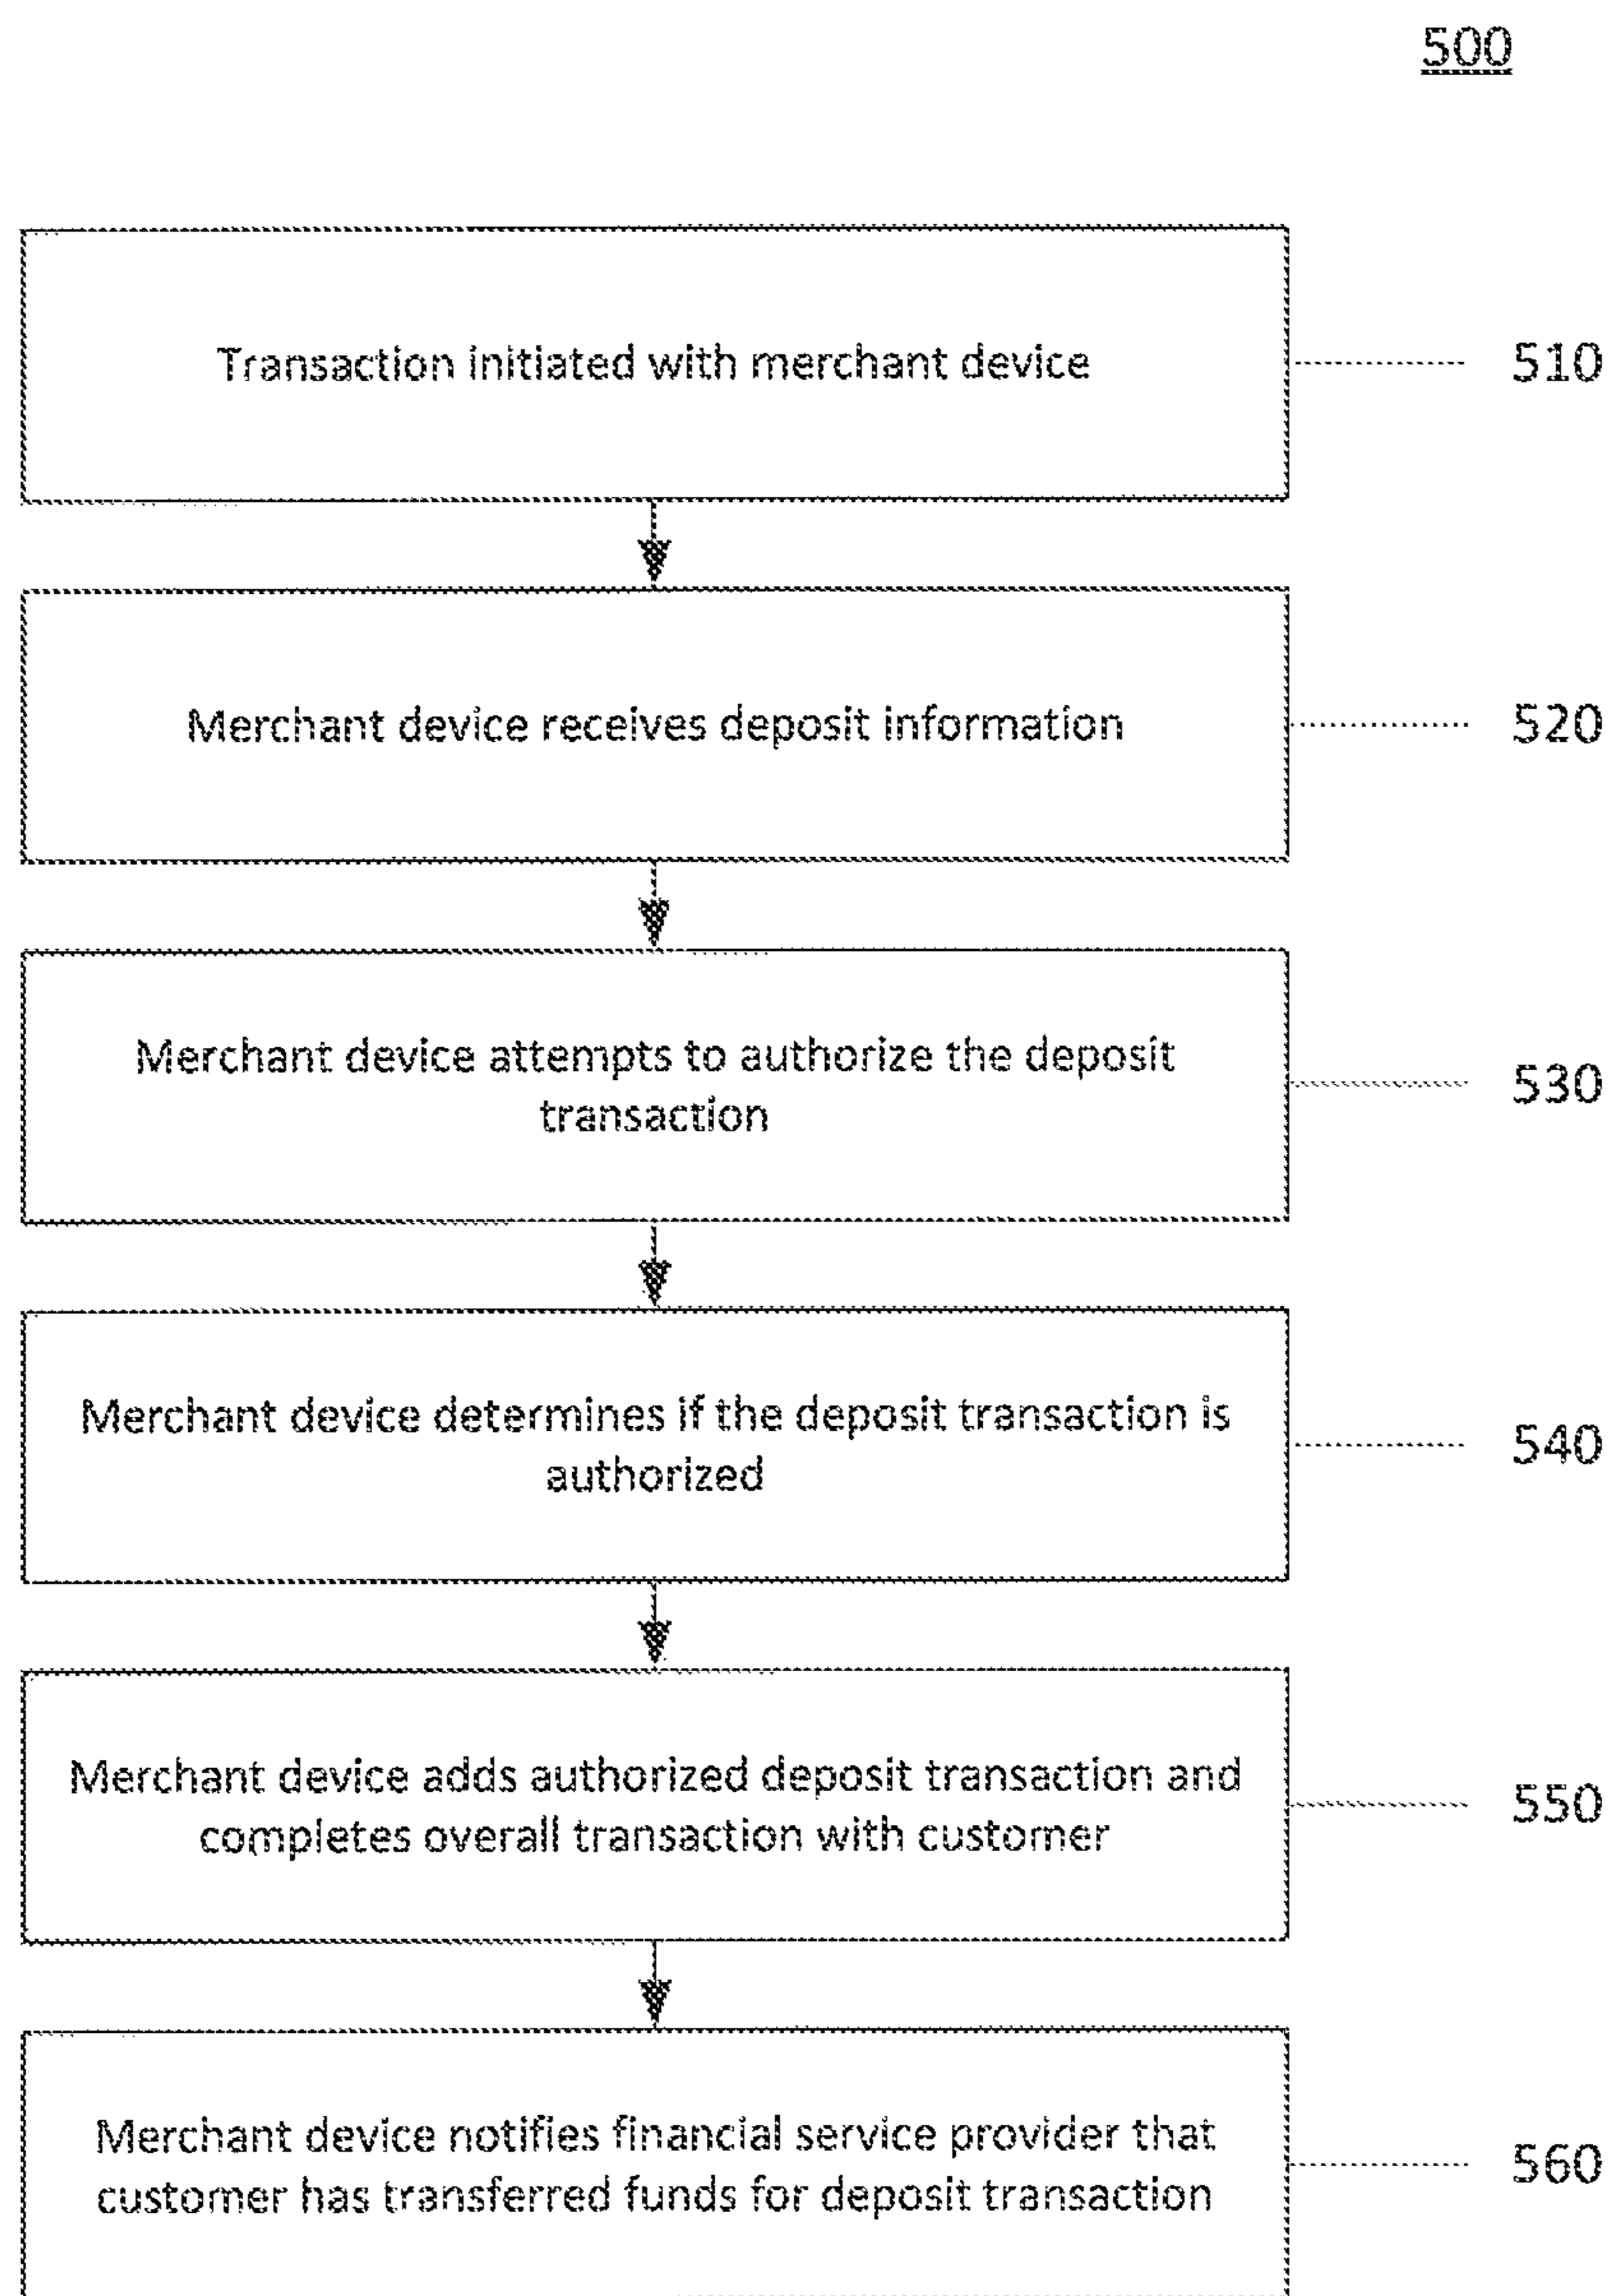 500
Transaction initiated with merchant device
510
Merchant device receives deposit information
520
Merchant device attempts to authorize the deposit
transaction
530
Merchant device determines if the deposit transaction is
authorized
540
Merchant device adds authorized deposit transaction and
completes overall transaction with customer
550
Merchant device notifies financial service provider that
customer has transferred funds for deposit transaction
560